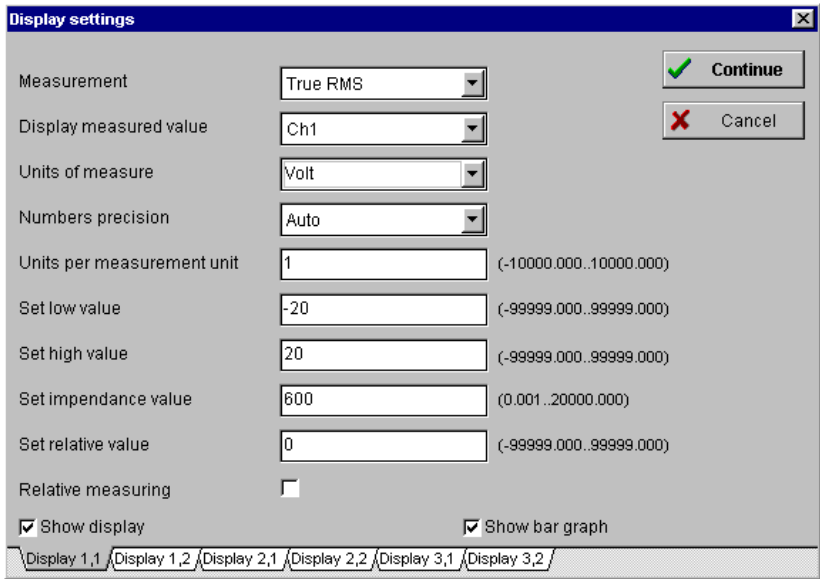 Display settings
Continue
Measurement True RMS
Cancel
Display measured value Ch1
Units of measure Volt
Numbers precision Auto
Units per measurement unit 1 (-10000.000..10000.000)
Set low value -20 (-99999.000..99999.000)
Set high value 20 (-99999.000..99999.000)
Set impendance value 600 (0.001..20000.000)
Set relative value 0 (-99999.000..99999.000)
Relative measuring
Show display Show bar graph
Display 1,1 Display 1,2 Display 2,1 Display 2,2 Display 3,1 Display 3,2